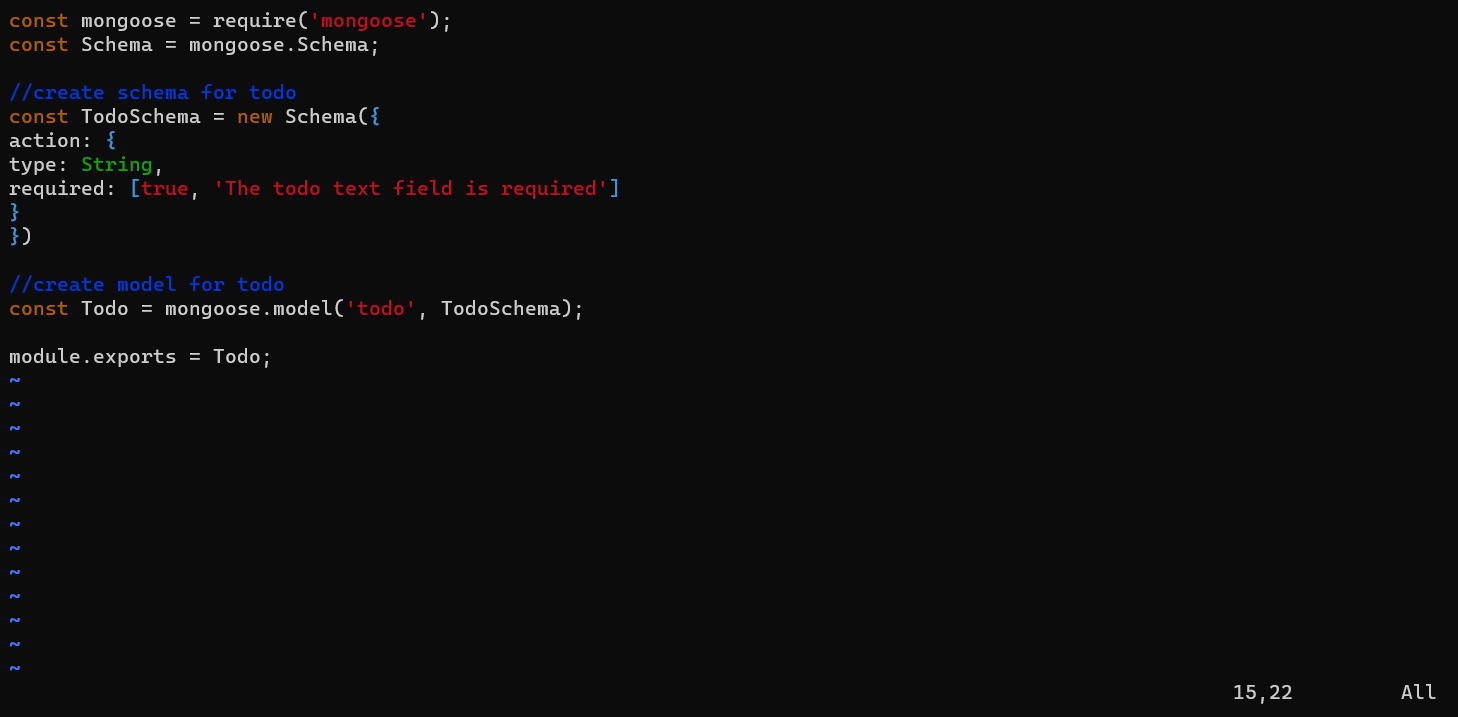 const mongoose = require('mongoose');
const Schema = mongoose.Schema;
//create schema for todo
const TodoSchema = new Schema({
action: {
type: String,
required: [true, 'The todo text field is required']
}
})
//create model for todo
const Todo = mongoose.model('todo', TodoSchema);
module.exports = Todo;
~
~
~
~
~
~
~
~
~
~
~
~
~
15,22 All